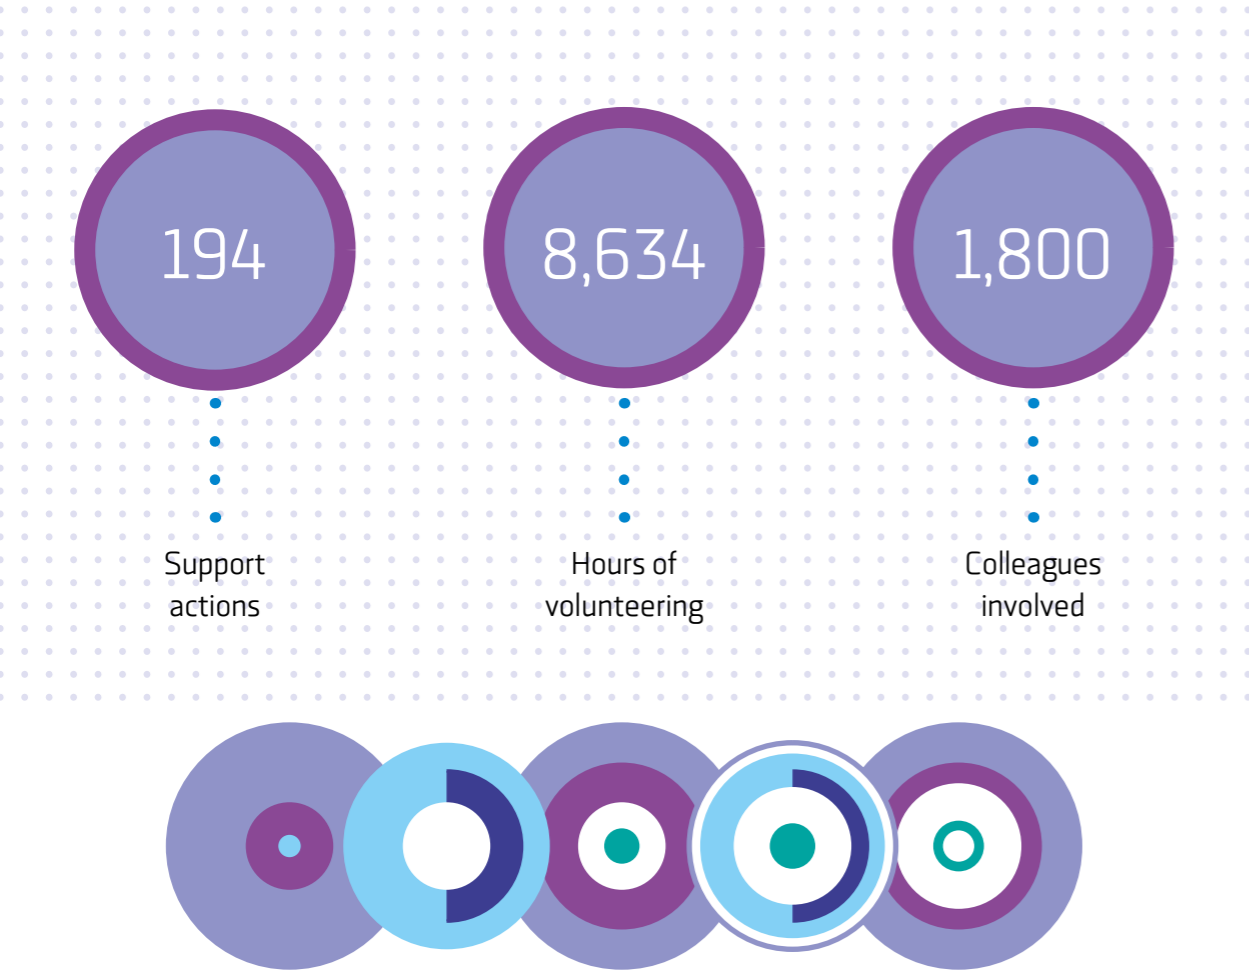 194
8,634
1,800
Support
actions
Hours of
volunteering
Colleagues
involved